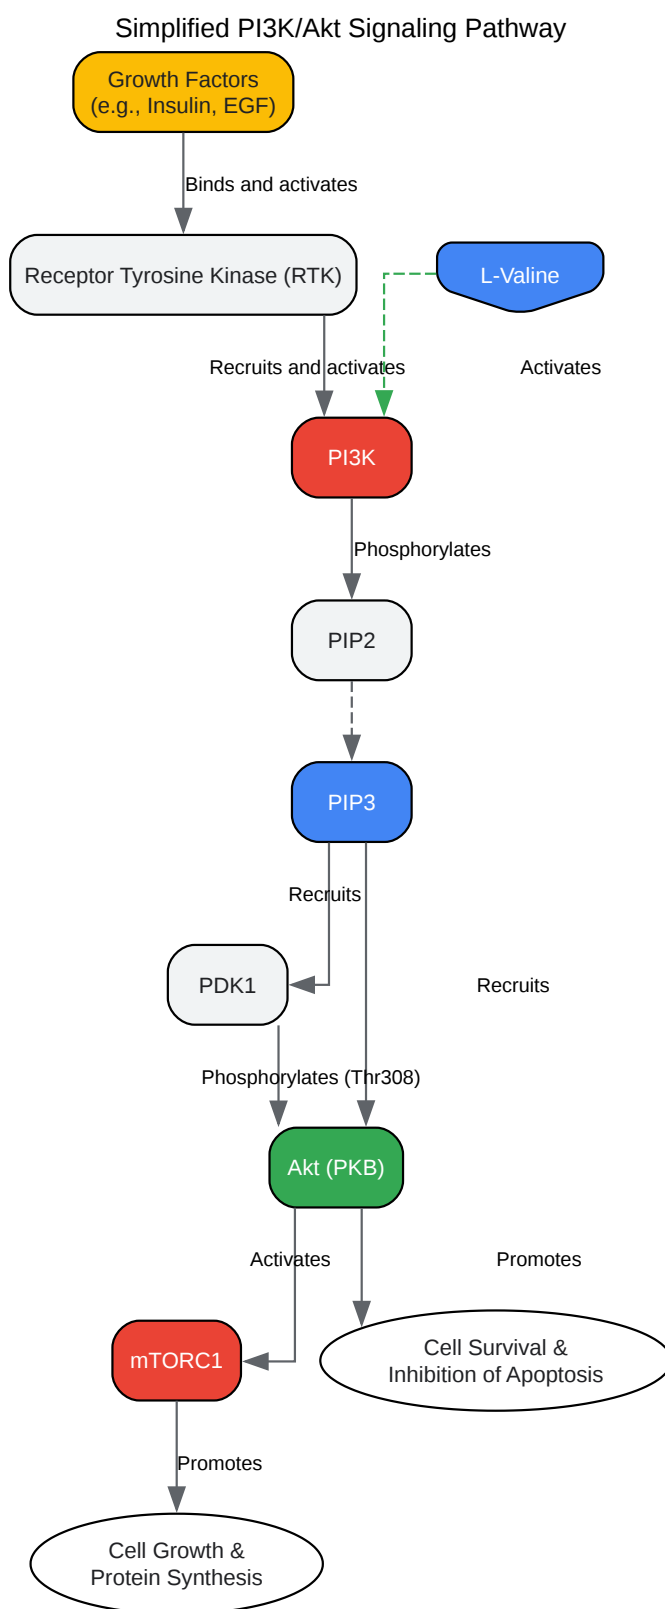 Simplified PI3K/Akt Signaling Pathway
Growth Factors
(e.g., Insulin, EGF)
Binds and activates
Receptor Tyrosine Kinase (RTK)
L-Valine
Recruits and activates
Activates
PI3K
Phosphorylates
PIP2
PIP3
Recruits
PDK1
Recruits
Phosphorylates (Thr308)
Akt (PKB)
Activates
Promotes
mTORC1
Cell Survival &
Inhibition of Apoptosis
Promotes
Cell Growth &
Protein Synthesis